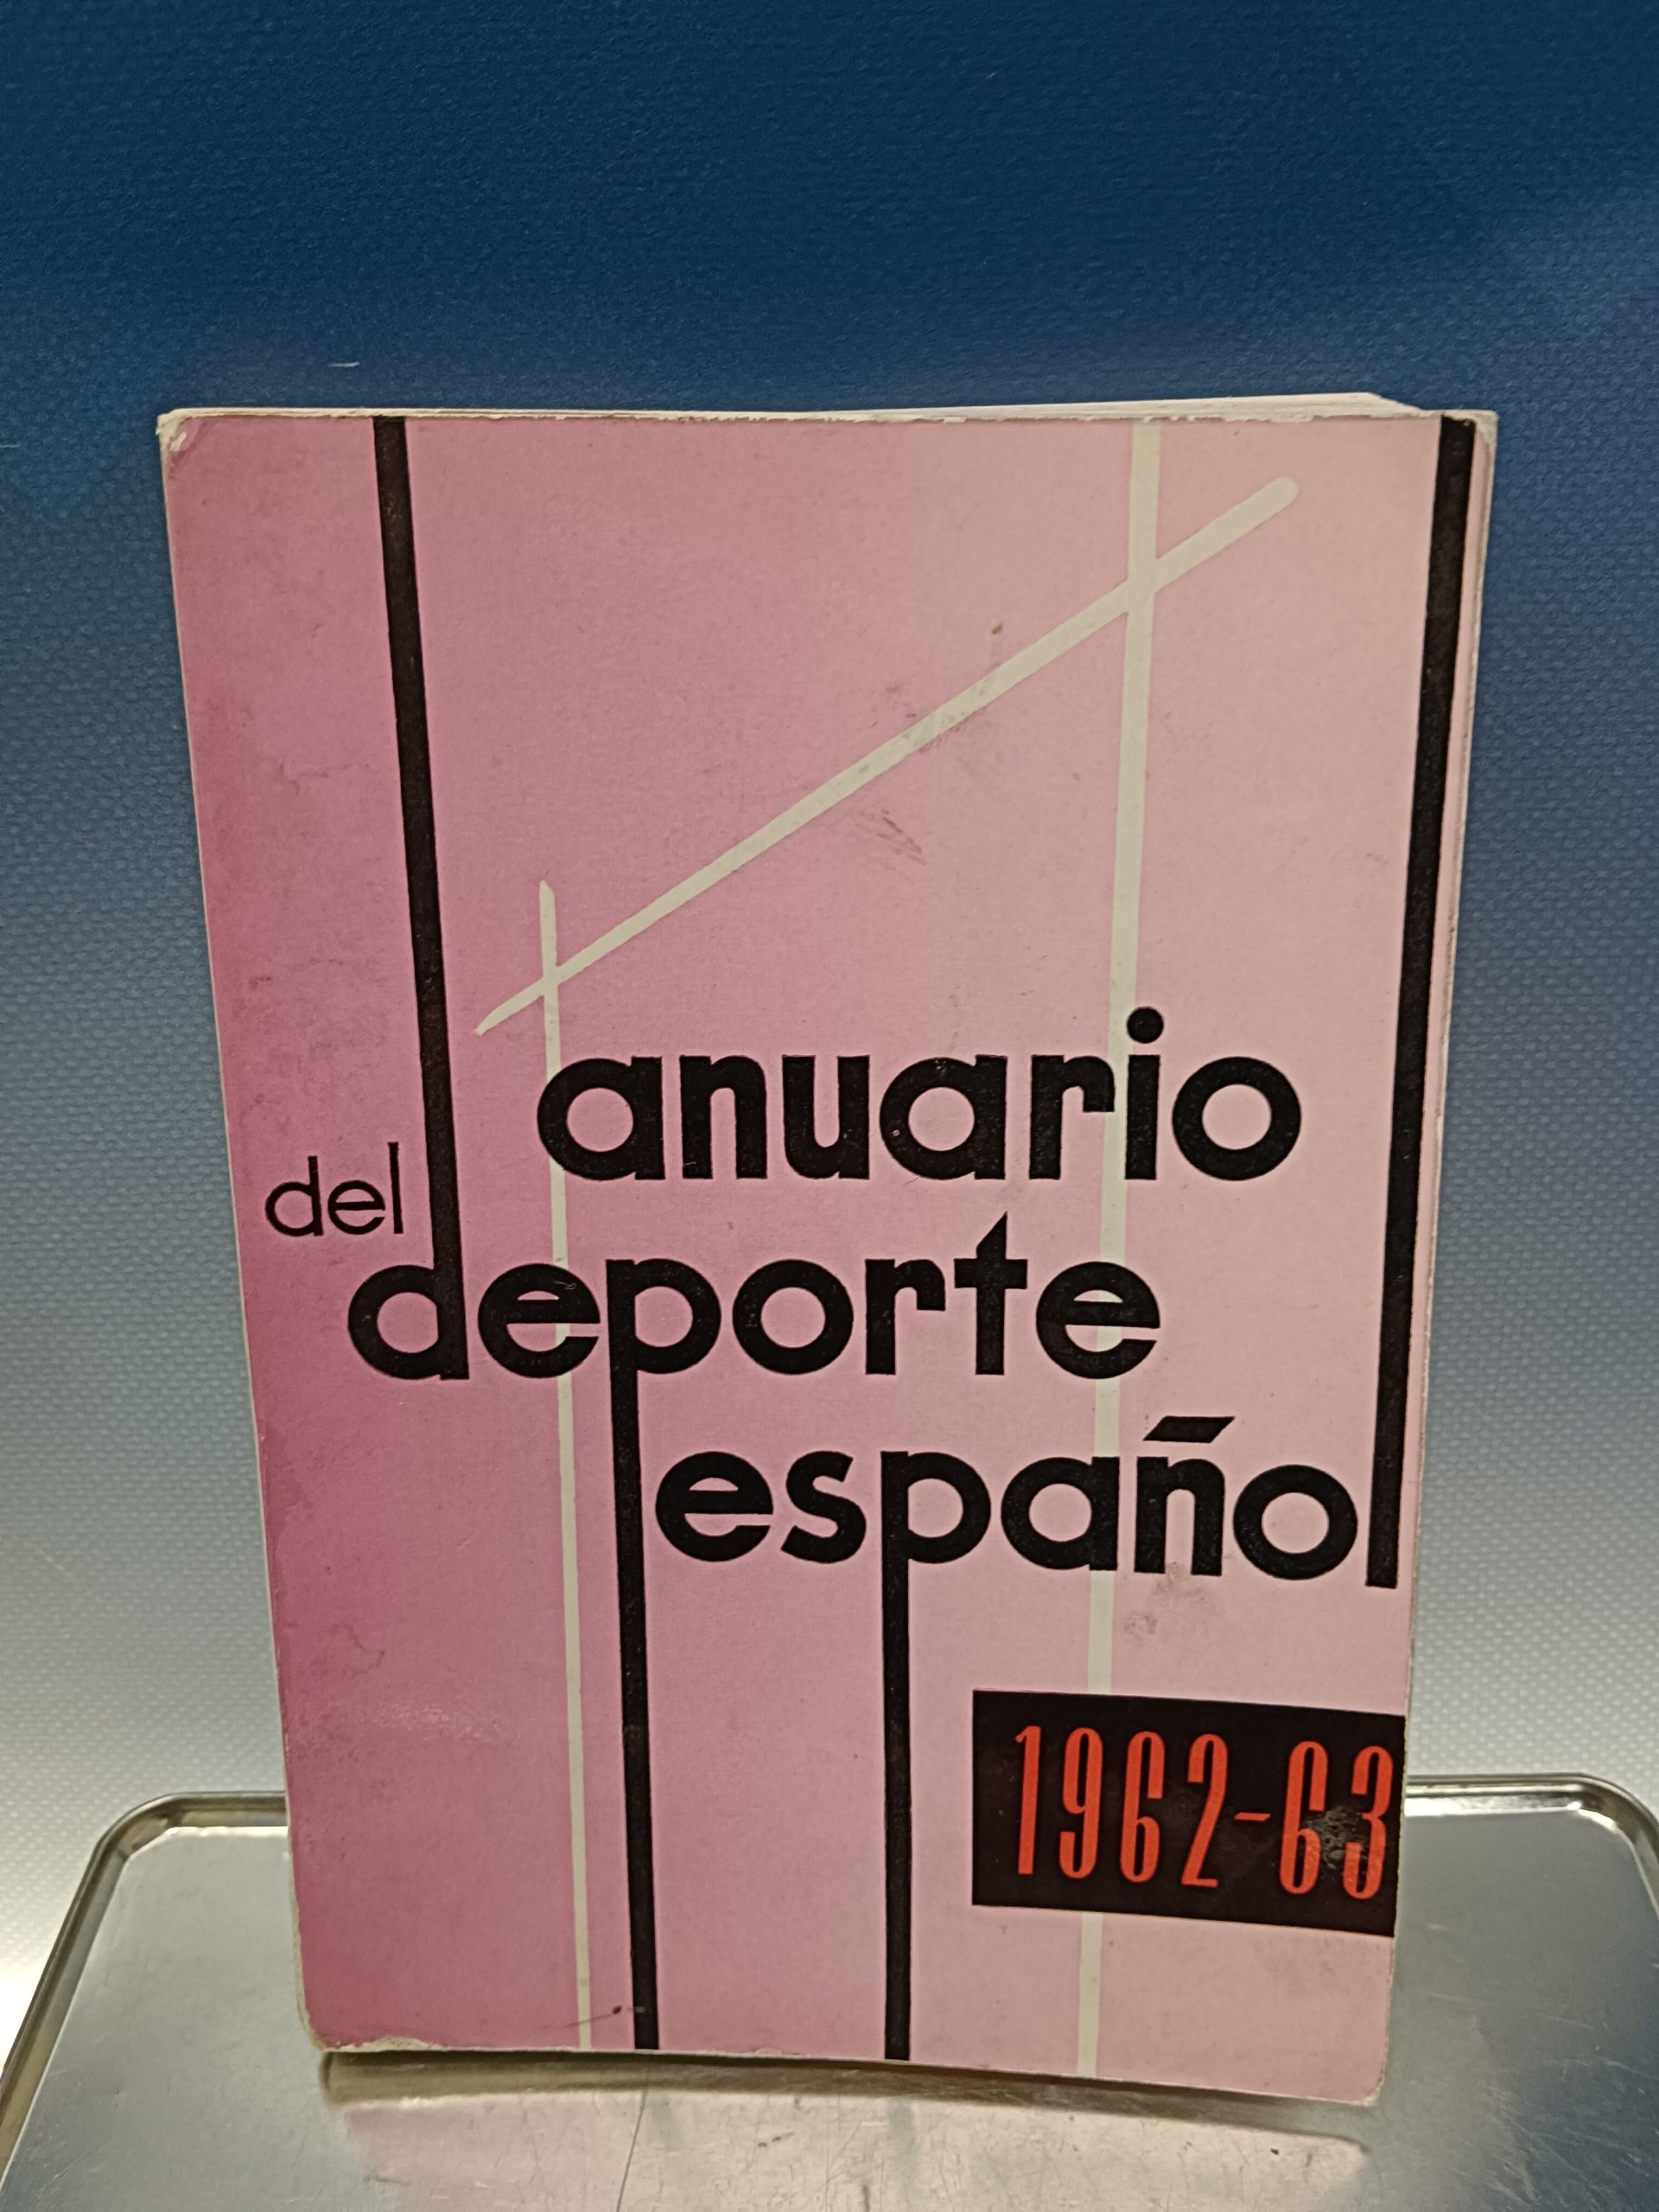 anuario
del
deporte
español
1962-63